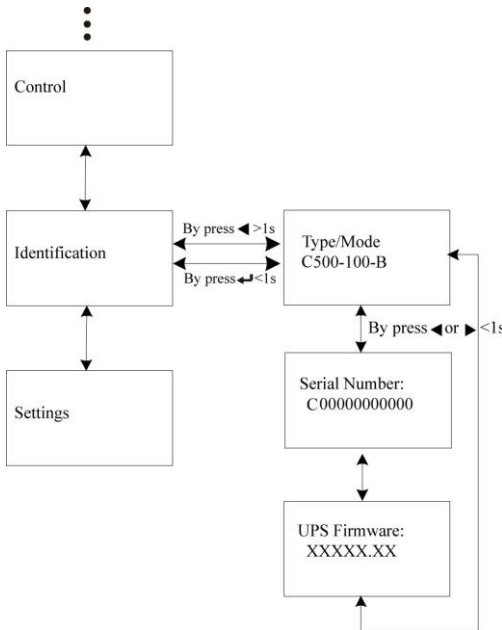 Control
Identification
By press ◀ >1s
By press ↵ <1s
Type/Mode
C500-100-B
By press ◀ or ▶ <1s
Settings
Serial Number:
C00000000000
UPS Firmware:
XXXXX.XX